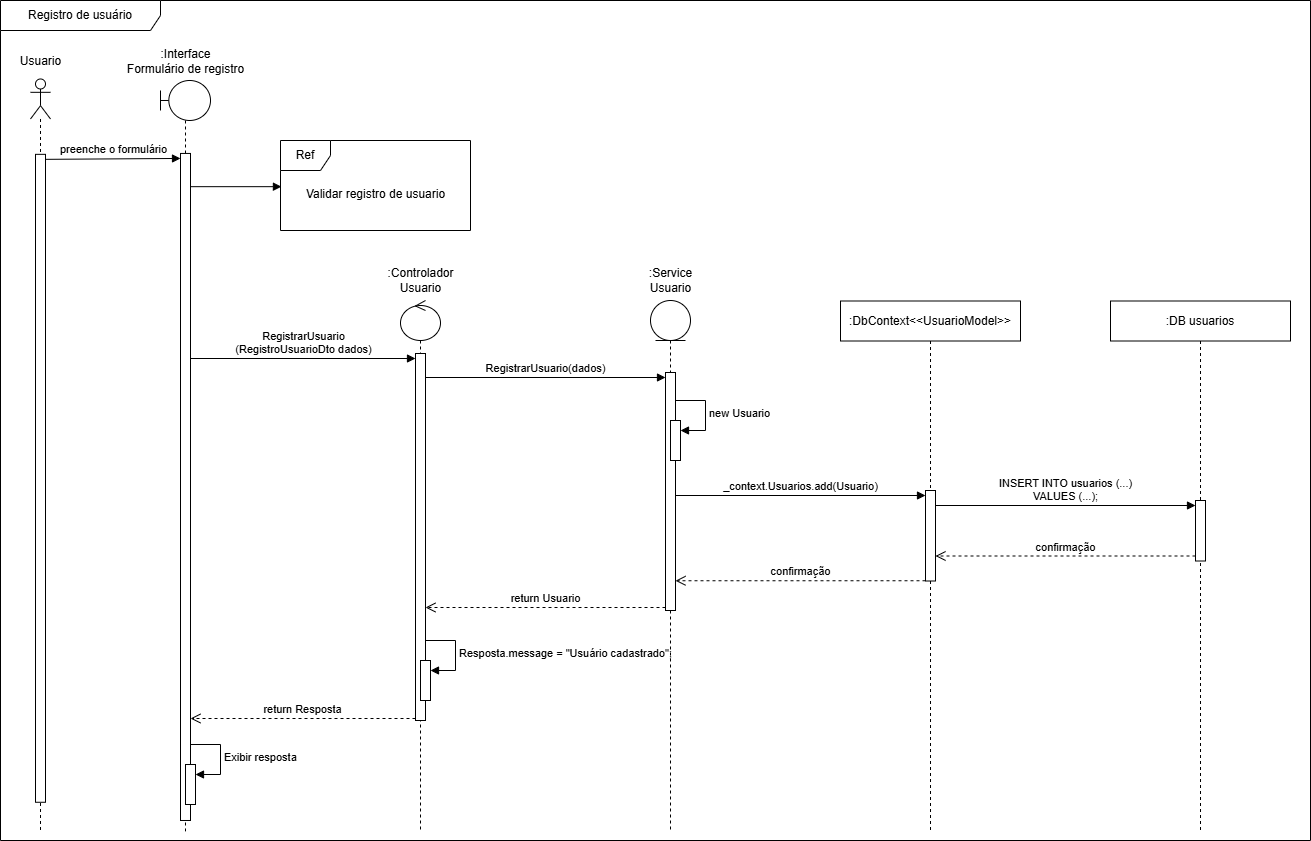 Registro de usuário
Usuario
:Interface
Formulário de registro
preenche o formulário
Ref
Validar registro de usuario
:Controlador
Usuario
:Service
Usuario
:DbContext<<UsuarioModel>>
:DB usuarios
RegistrarUsuario
(RegistroUsuarioDto dados)
RegistrarUsuario(dados)
new Usuario
_context.Usuarios.add(Usuario)
INSERT INTO usuarios (...)
VALUES (...);
confirmação
confirmação
return Usuario
Resposta.message = "Usuário cadastrado"
return Resposta
Exibir resposta